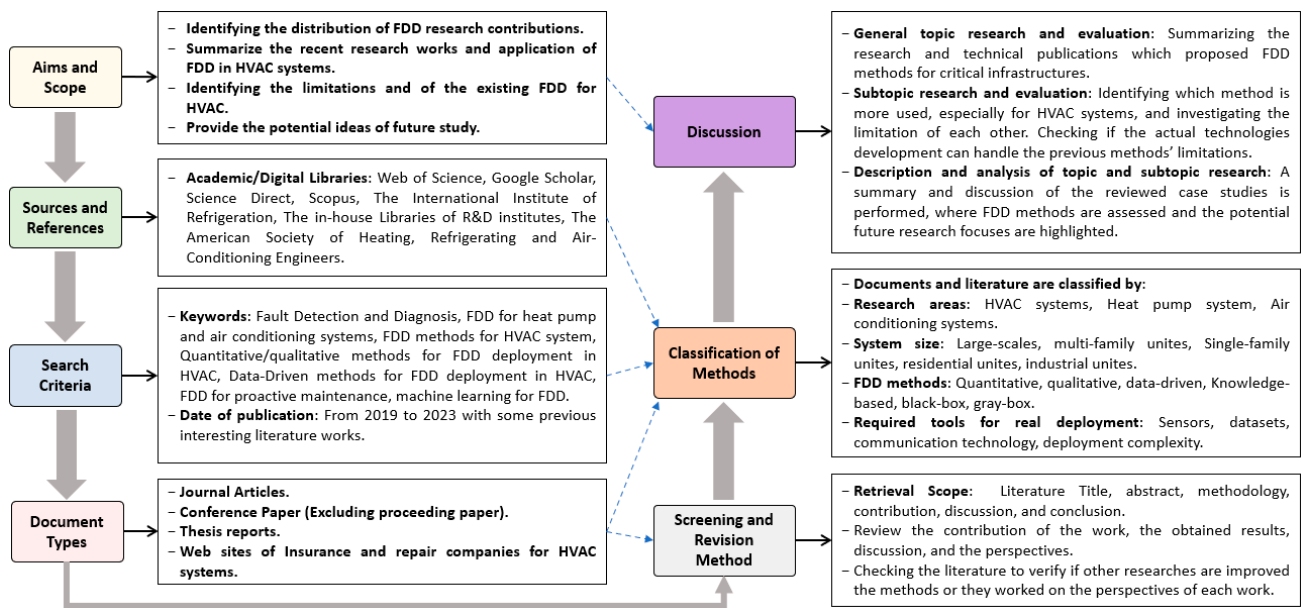 Aims and
Scope
− Identifying the distribution of FDD research contributions.
− Summarize the recent research works and application of
FDD in HVAC systems.
− Identifying the limitations and of the existing FDD for
HVAC.
− Provide the potential ideas of future study.
Sources and
References
− Academic/Digital Libraries: Web of Science, Google Scholar,
Science Direct, Scopus, The International Institute of
Refrigeration, The in-house Libraries of R&D institutes, The
American Society of Heating, Refrigerating and Air-
Conditioning Engineers.
Search
Criteria
− Keywords: Fault Detection and Diagnosis, FDD for heat pump
and air conditioning systems, FDD methods for HVAC system,
Quantitative/qualitative methods for FDD deployment in
HVAC, Data-Driven methods for FDD deployment in HVAC,
FDD for proactive maintenance, machine learning for FDD.
− Date of publication: From 2019 to 2023 with some previous
interesting literature works.
Document
Types
− Journal Articles.
− Conference Paper (Excluding proceeding paper).
− Thesis reports.
− Web sites of Insurance and repair companies for HVAC
systems.
Discussion
− General topic research and evaluation: Summarizing the
research and technical publications which proposed FDD
methods for critical infrastructures.
− Subtopic research and evaluation: Identifying which method is
more used, especially for HVAC systems, and investigating the
limitation of each other. Checking if the actual technologies
development can handle the previous methods' limitations.
− Description and analysis of topic and subtopic research: A
summary and discussion of the reviewed case studies is
performed, where FDD methods are assessed and the potential
future research focuses are highlighted.
Classification of
Methods
− Documents and literature are classified by:
− Research areas: HVAC systems, Heat pump system, Air
conditioning systems.
− System size: Large-scales, multi-family unites, Single-family
unites, residential unites, industrial unites.
− FDD methods: Quantitative, qualitative, data-driven, Knowledge-
based, black-box, gray-box.
− Required tools for real deployment: Sensors, datasets,
communication technology, deployment complexity.
Screening and
Revision
Method
− Retrieval Scope: Literature Title, abstract, methodology,
contribution, discussion, and conclusion.
− Review the contribution of the work, the obtained results,
discussion, and the perspectives.
− Checking the literature to verify if other researches are improved
the methods or they worked on the perspectives of each work.